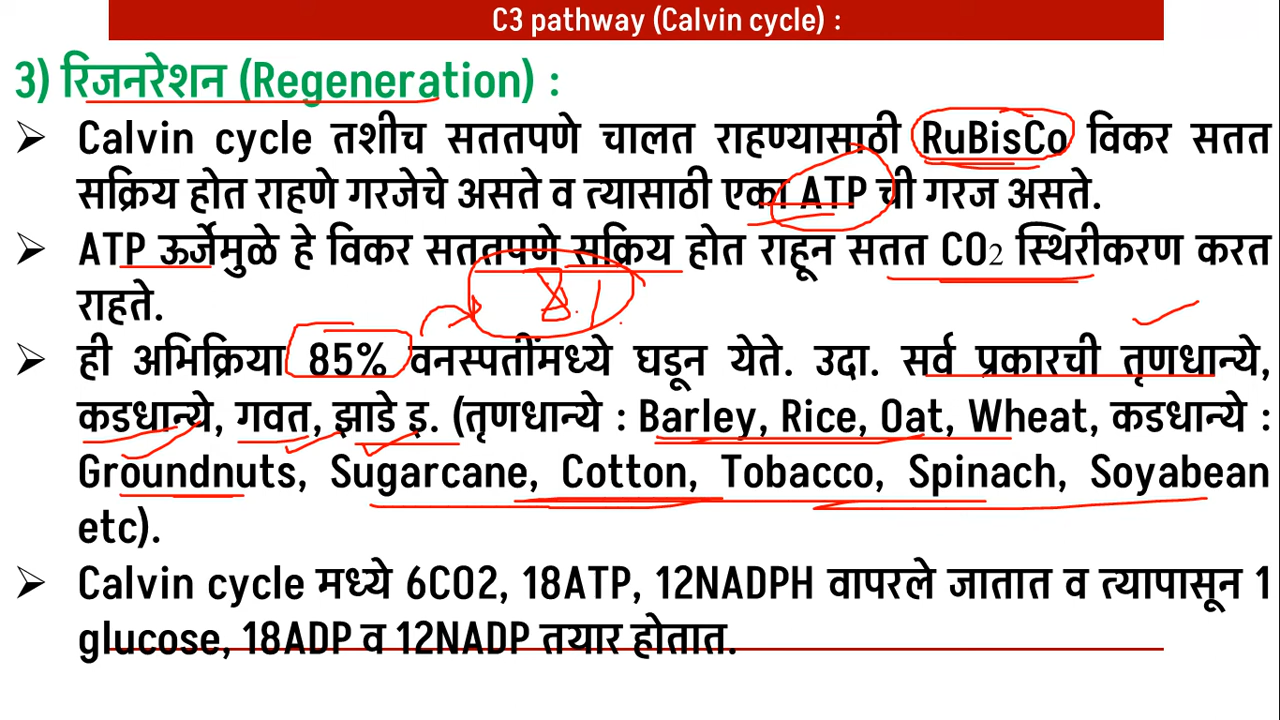 C3 pathway (Calvin cycle) :
3) रिजनरेशन (Regeneration) :
➢ Calvin cycle तशीच सततपणे चालत राहण्यासाठी RuBisCo विकर सतत
सक्रिय होत राहणे गरजेचे असते व त्यासाठी एका ATP ची गरज असते.
➢ ATP ऊर्जेमुळे हे विकर सततपणे सक्रिय होत राहून सतत CO₂ स्थिरीकरण करत
राहते.
➢ ही अभिक्रिया 85% वनस्पतींमध्ये घडून येते. उदा. सर्व प्रकारची तृणधान्ये,
कडधान्ये, गवत, झाडे इ. (तृणधान्ये : Barley, Rice, Oat, Wheat, कडधान्ये :
Groundnuts, Sugarcane, Cotton, Tobacco, Spinach, Soyabean
etc).
➢ Calvin cycle मध्ये 6CO2, 18ATP, 12NADPH वापरले जातात व त्यापासून 1
glucose, 18ADP व 12NADP तयार होतात.